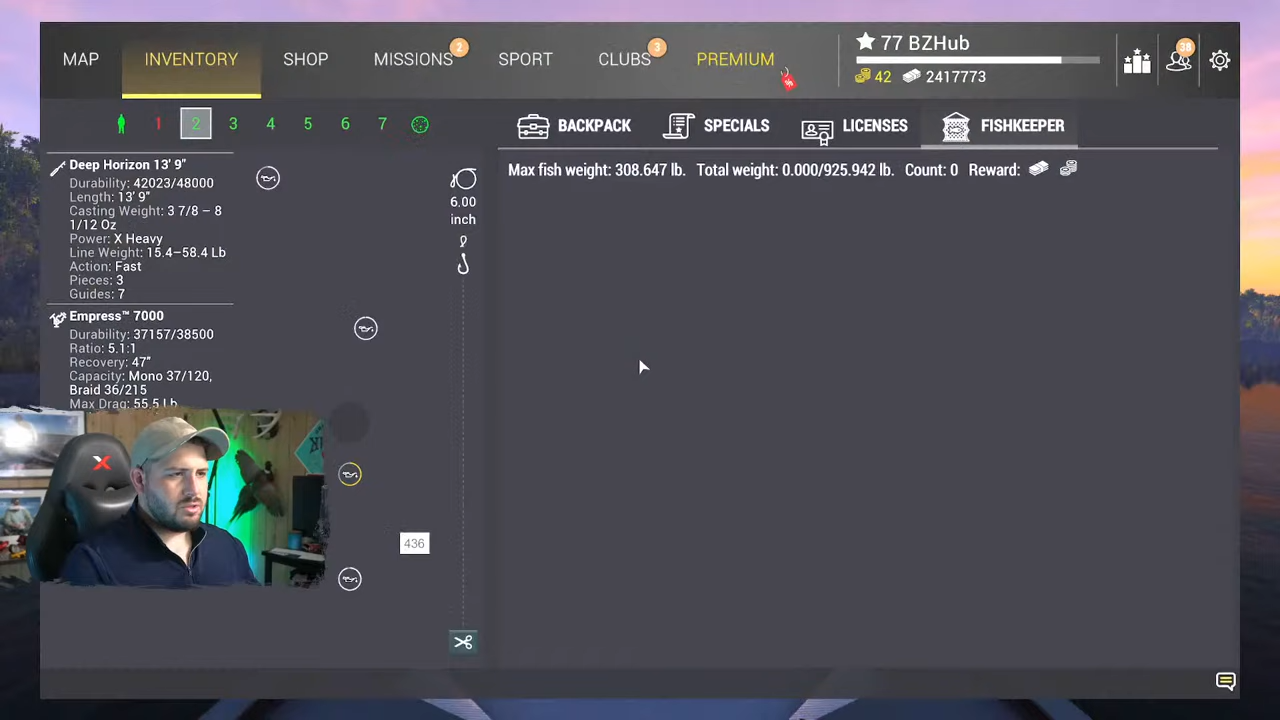 MAP INVENTORY SHOP MISSIONS 2 SPORT CLUBS 3 PREMIUM %
77 BZHub
42 2417773
38
1 2 3 4 5 6 7
BACKPACK SPECIALS LICENSES FISHKEEPER
Max fish weight: 308.647 lb. Total weight: 0.000/925.942 lb. Count: 0 Reward:
Deep Horizon 13' 9"
Durability: 42023/48000
Length: 13' 9"
Casting Weight: 3 7/8 – 8
1/12 Oz
Power: X Heavy
Line Weight: 15.4–58.4 Lb
Action: Fast
Pieces: 3
Guides: 7
6.00
inch
Empress™ 7000
Durability: 37157/38500
Ratio: 5.1:1
Recovery: 47"
Capacity: Mono 37/120,
Braid 36/215
Max Drag: 55.5 Lb
X
436